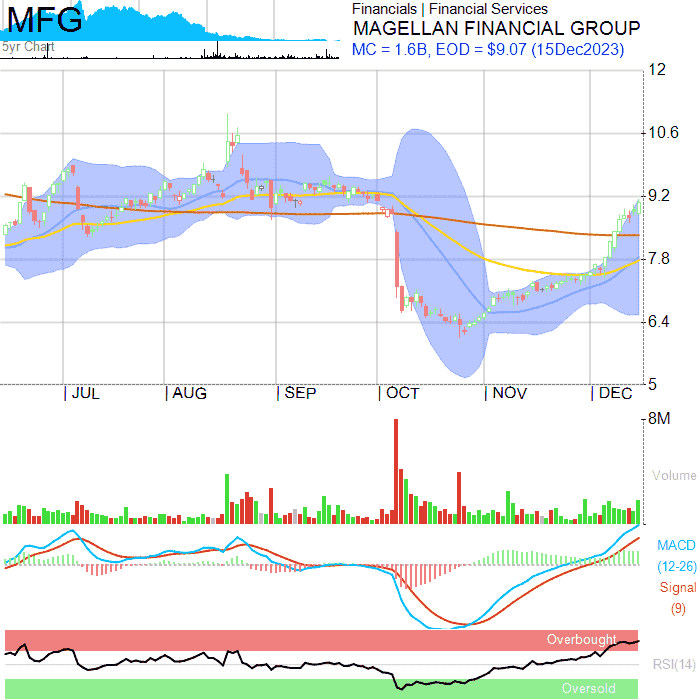 MFG
5yr Chart
Financials | Financial Services
MAGELLAN FINANCIAL GROUP
MC = 1.6B, EOD = $9.07 (15Dec2023)
12
10.6
9.2
7.8
6.4
5
JUL AUG SEP OCT NOV DEC
8M
Volume
MACD
(12-26)
Signal
(9)
Overbought
RSI(14)
Oversold